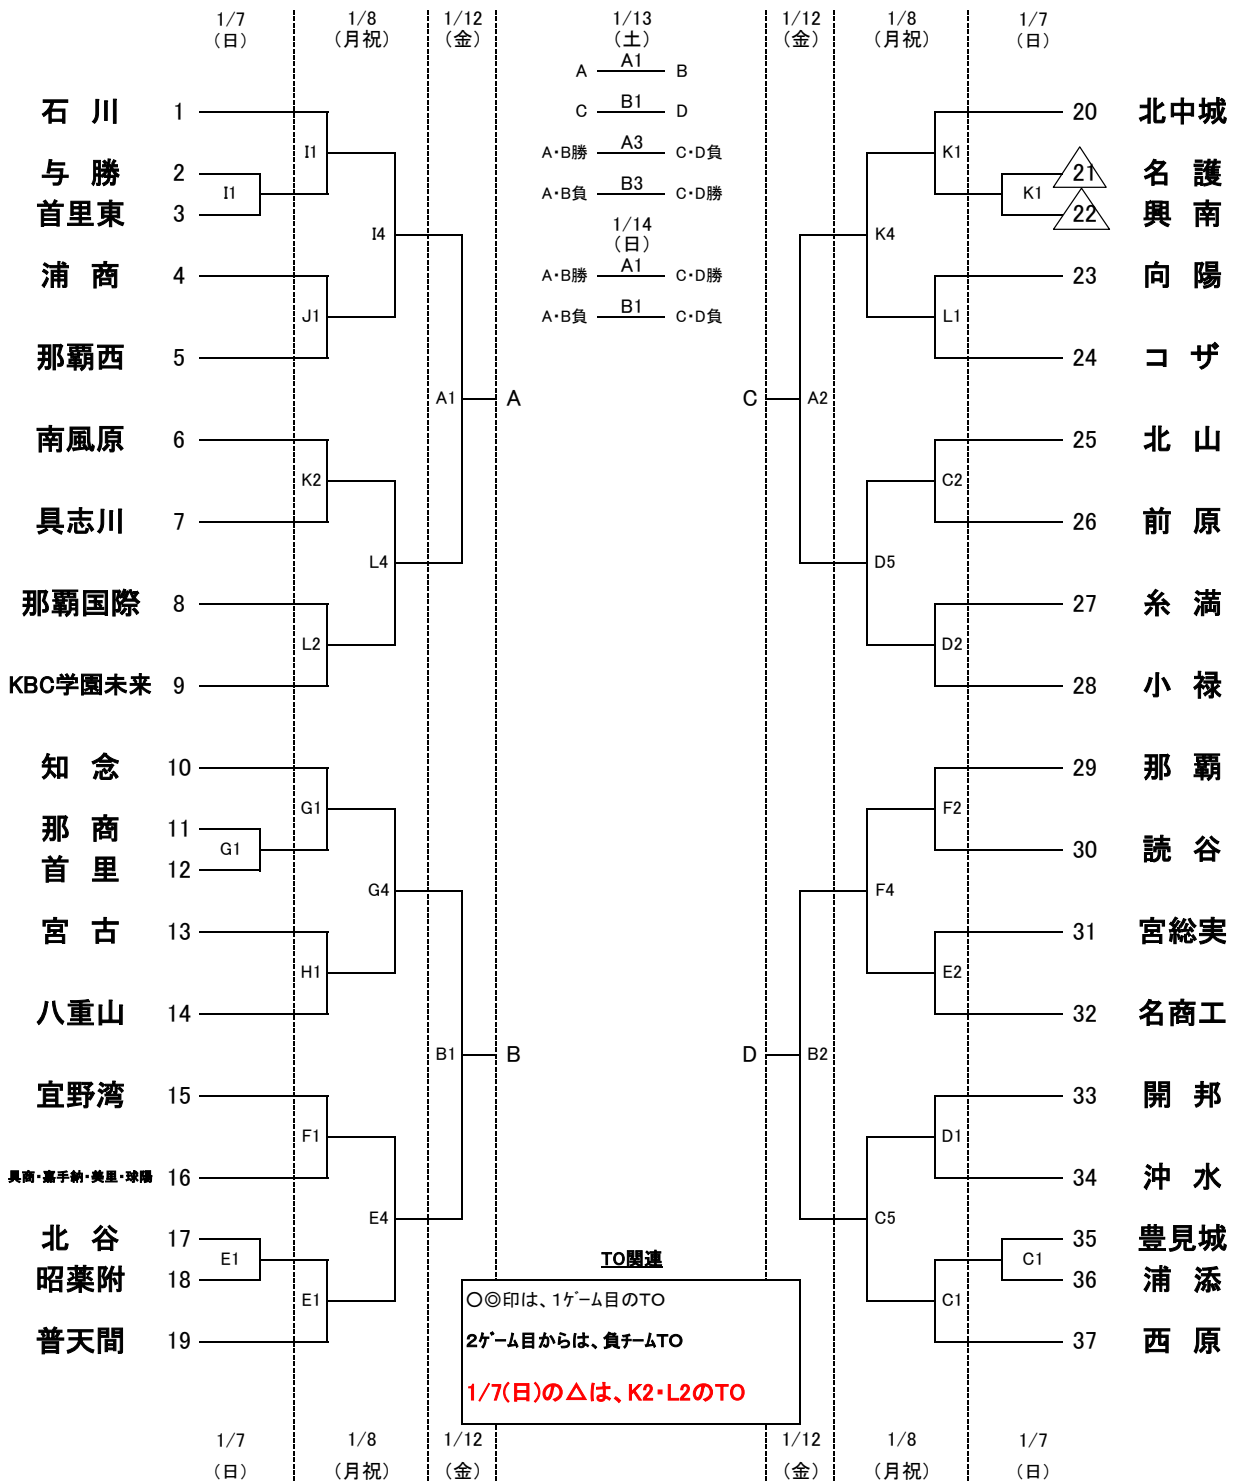 1/7 1/8 1/12 1/13 1/12 1/8 1/7
(日) (月祝) (金) (土) (金) (月祝) (日)
A A1 B
C B1 D
A・B勝 A3 C・D負
A・B負 B3 C・D勝
1/14
(日)
A・B勝 A1 C・D勝
A・B負 B1 C・D負
石 川 1
I1
与 勝 2
I1
首里東 3
I4
浦 商 4
J1
那覇西 5
A1 A
南風原 6
K2
具志川 7
L4
那覇国際 8
L2
KBC学園未来 9
知 念 10
G1
那 商 11
G1
首 里 12
G4
宮 古 13
H1
八重山 14
B1 B
宜野湾 15
F1
具商・嘉手納・美里・球陽 16
E4
北 谷 17
E1
昭薬附 18
E1
普天間 19
20 北中城
K1
21 名 護
K1
22 興 南
K4
23 向 陽
L1
24 コ ザ
C A2
25 北 山
C2
26 前 原
D5
27 糸 満
D2
28 小 禄
29 那 覇
F2
30 読 谷
F4
31 宮総実
E2
32 名商工
D B2
33 開 邦
D1
34 沖 水
C5
35 豊見城
C1
36 浦 添
C1
37 西 原
TO関連
○◎印は、1ゲーム目のTO
2ゲーム目からは、負チームTO
1/7(日)の△は、K2・L2のTO
1/7 1/8 1/12 1/12 1/8 1/7
(日) (月祝) (金) (金) (月祝) (日)